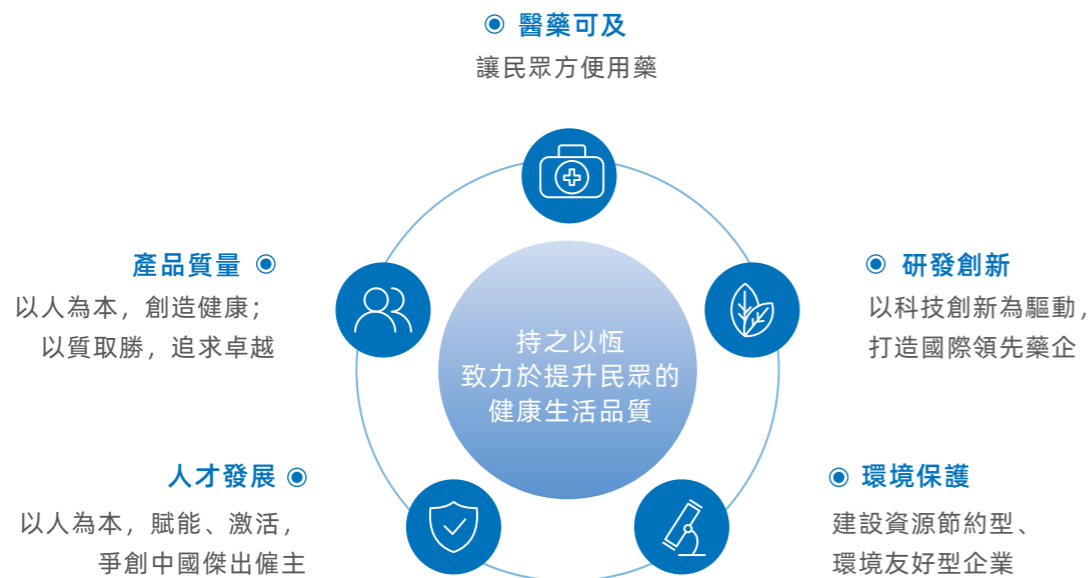 醫藥可及
讓民眾方便用藥
產品質量
以人為本，創造健康；
以質取勝，追求卓越
研發創新
以科技創新為驅動，
打造國際領先藥企
持之以恆
致力於提升民眾的
健康生活品質
人才發展
以人為本，賦能、激活，
爭創中國傑出僱主
環境保護
建設資源節約型、
環境友好型企業